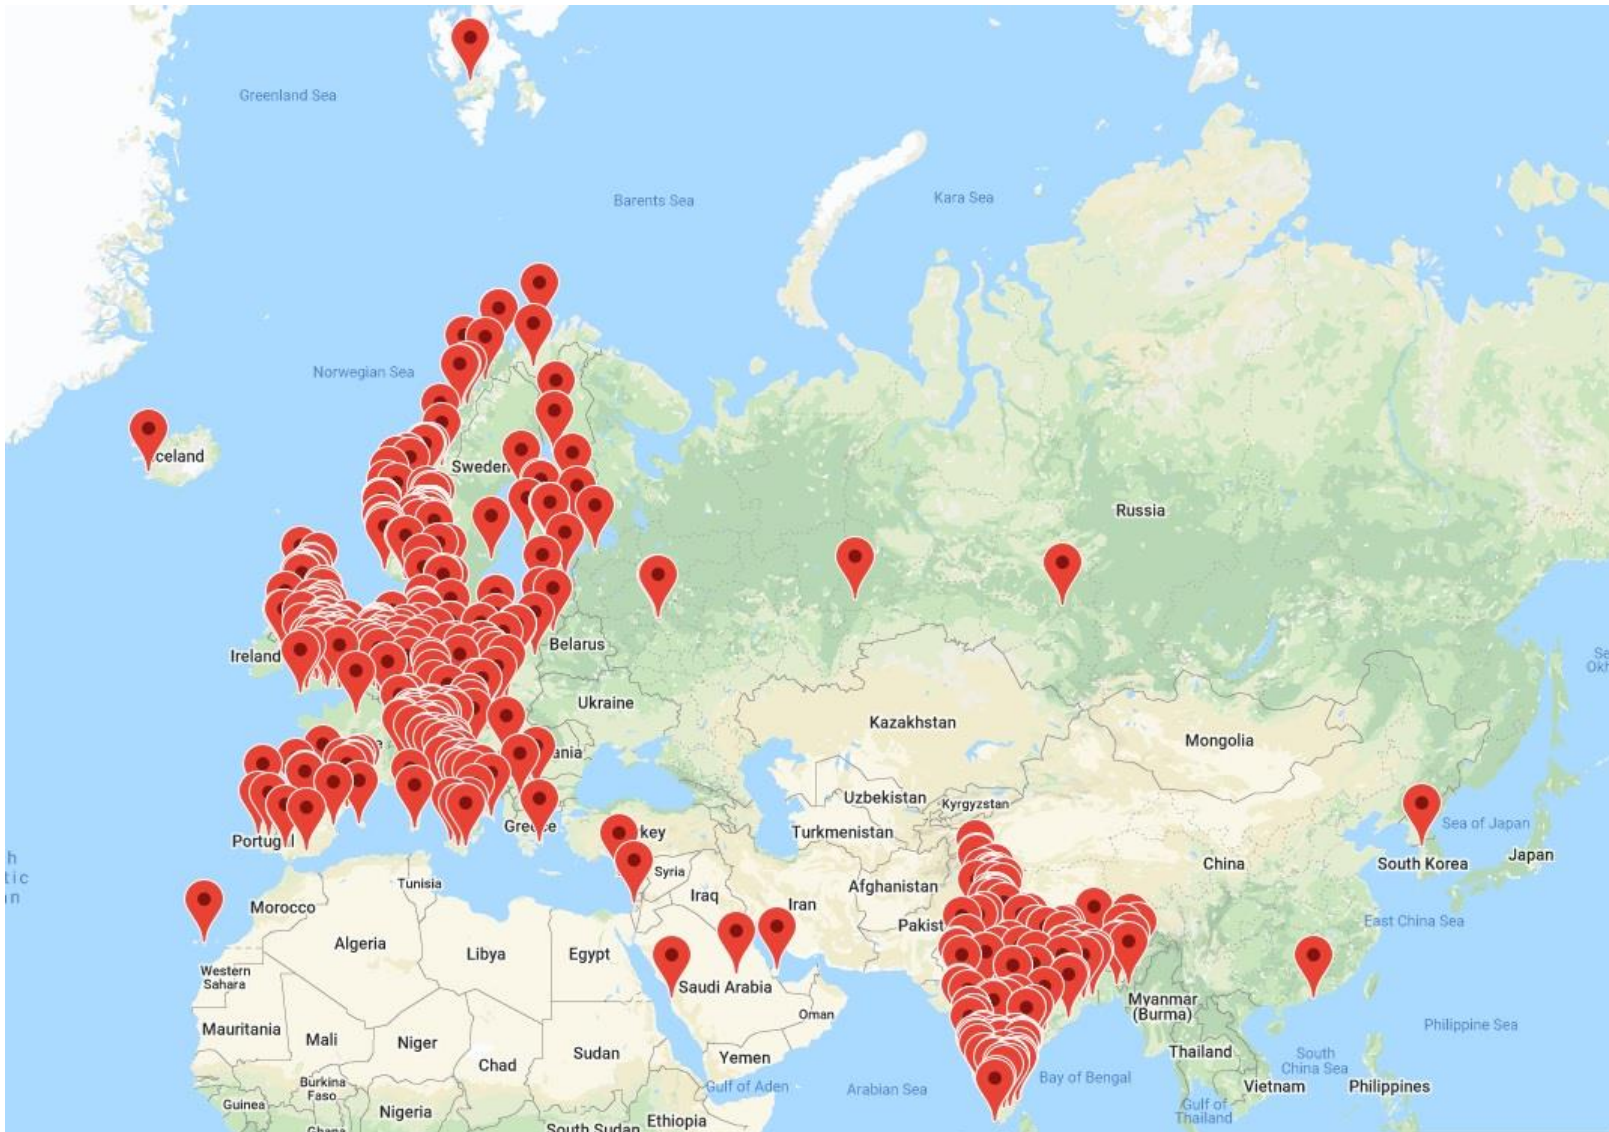 Greenland Sea
Barents Sea
Kara Sea
Norwegian Sea
celand
Sweden
Russia
Ireland
Belarus
Ukraine
Kazakhstan
Mongolia
ania
Uzbekistan
Kyrgyzstan
Portug l
Greece
key
Turkmenistan
Sea of Japan
Japan
South Korea
China
Tunisia
Syria
Afghanistan
Iraq
Iran
Morocco
Pakist
East China Sea
Algeria
Libya
Egypt
Western
Sahara
Saudi Arabia
Myanmar
(Burma)
Oman
Mauritania
Mali
Niger
Sudan
Yemen
Philippine Sea
Chad
Thailand
South
China Sea
Burkina
Faso
Gulf of Aden
Arabian Sea
Bay of Bengal
Vietnam
Philippines
Guinea
Nigeria
Gulf of
Thailand
Ethiopia
South Sudan
Ghana